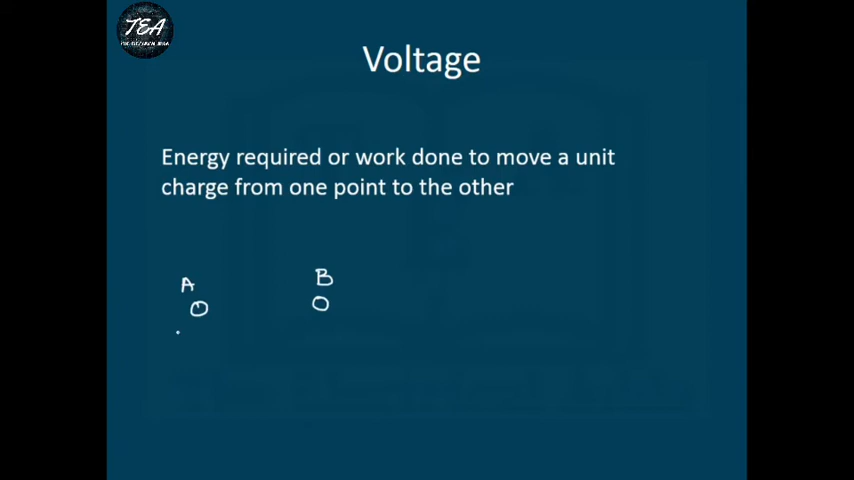 TEA
Voltage
Energy required or work done to move a unit
charge from one point to the other
A B